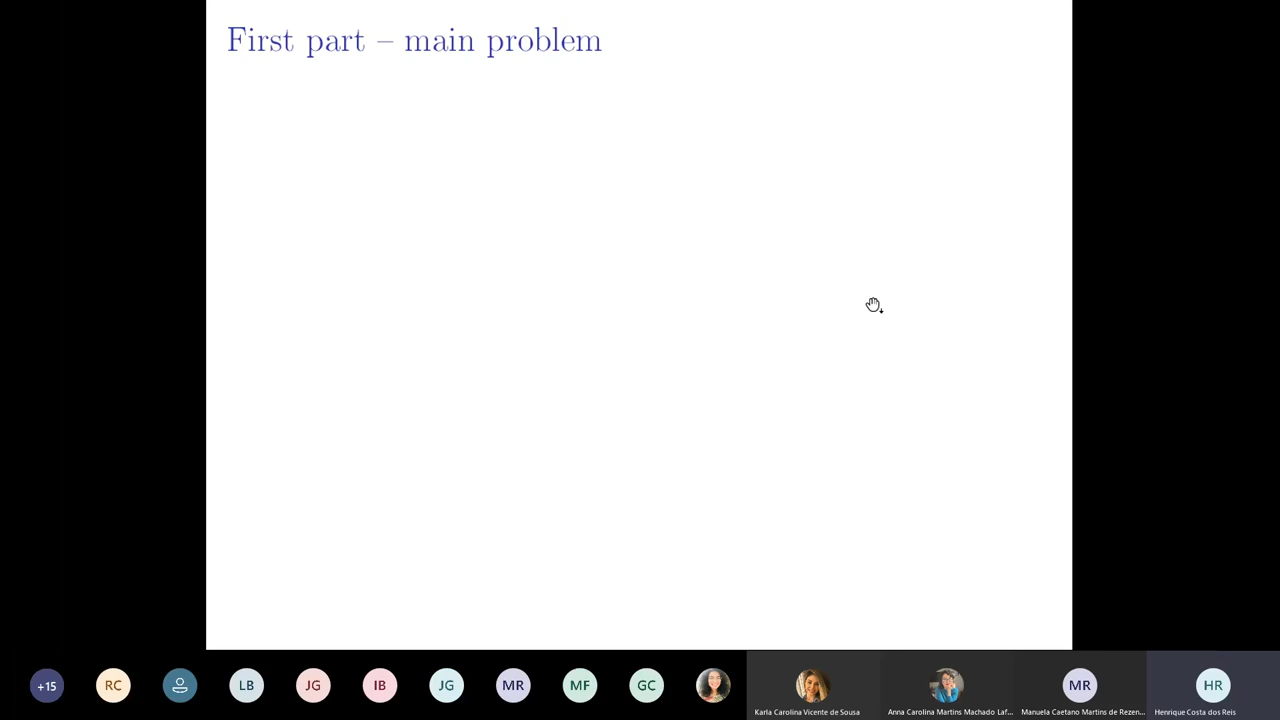 First part – main problem
+15
RC
LB
JG
IB
JG
MR
MF
GC
MR
HR
Karla Carolina Vicente de Sousa
Anna Carolina Martins Machado Laf...
Manuela Caetano Martins de Rezen...
Henrique Costa dos Reis